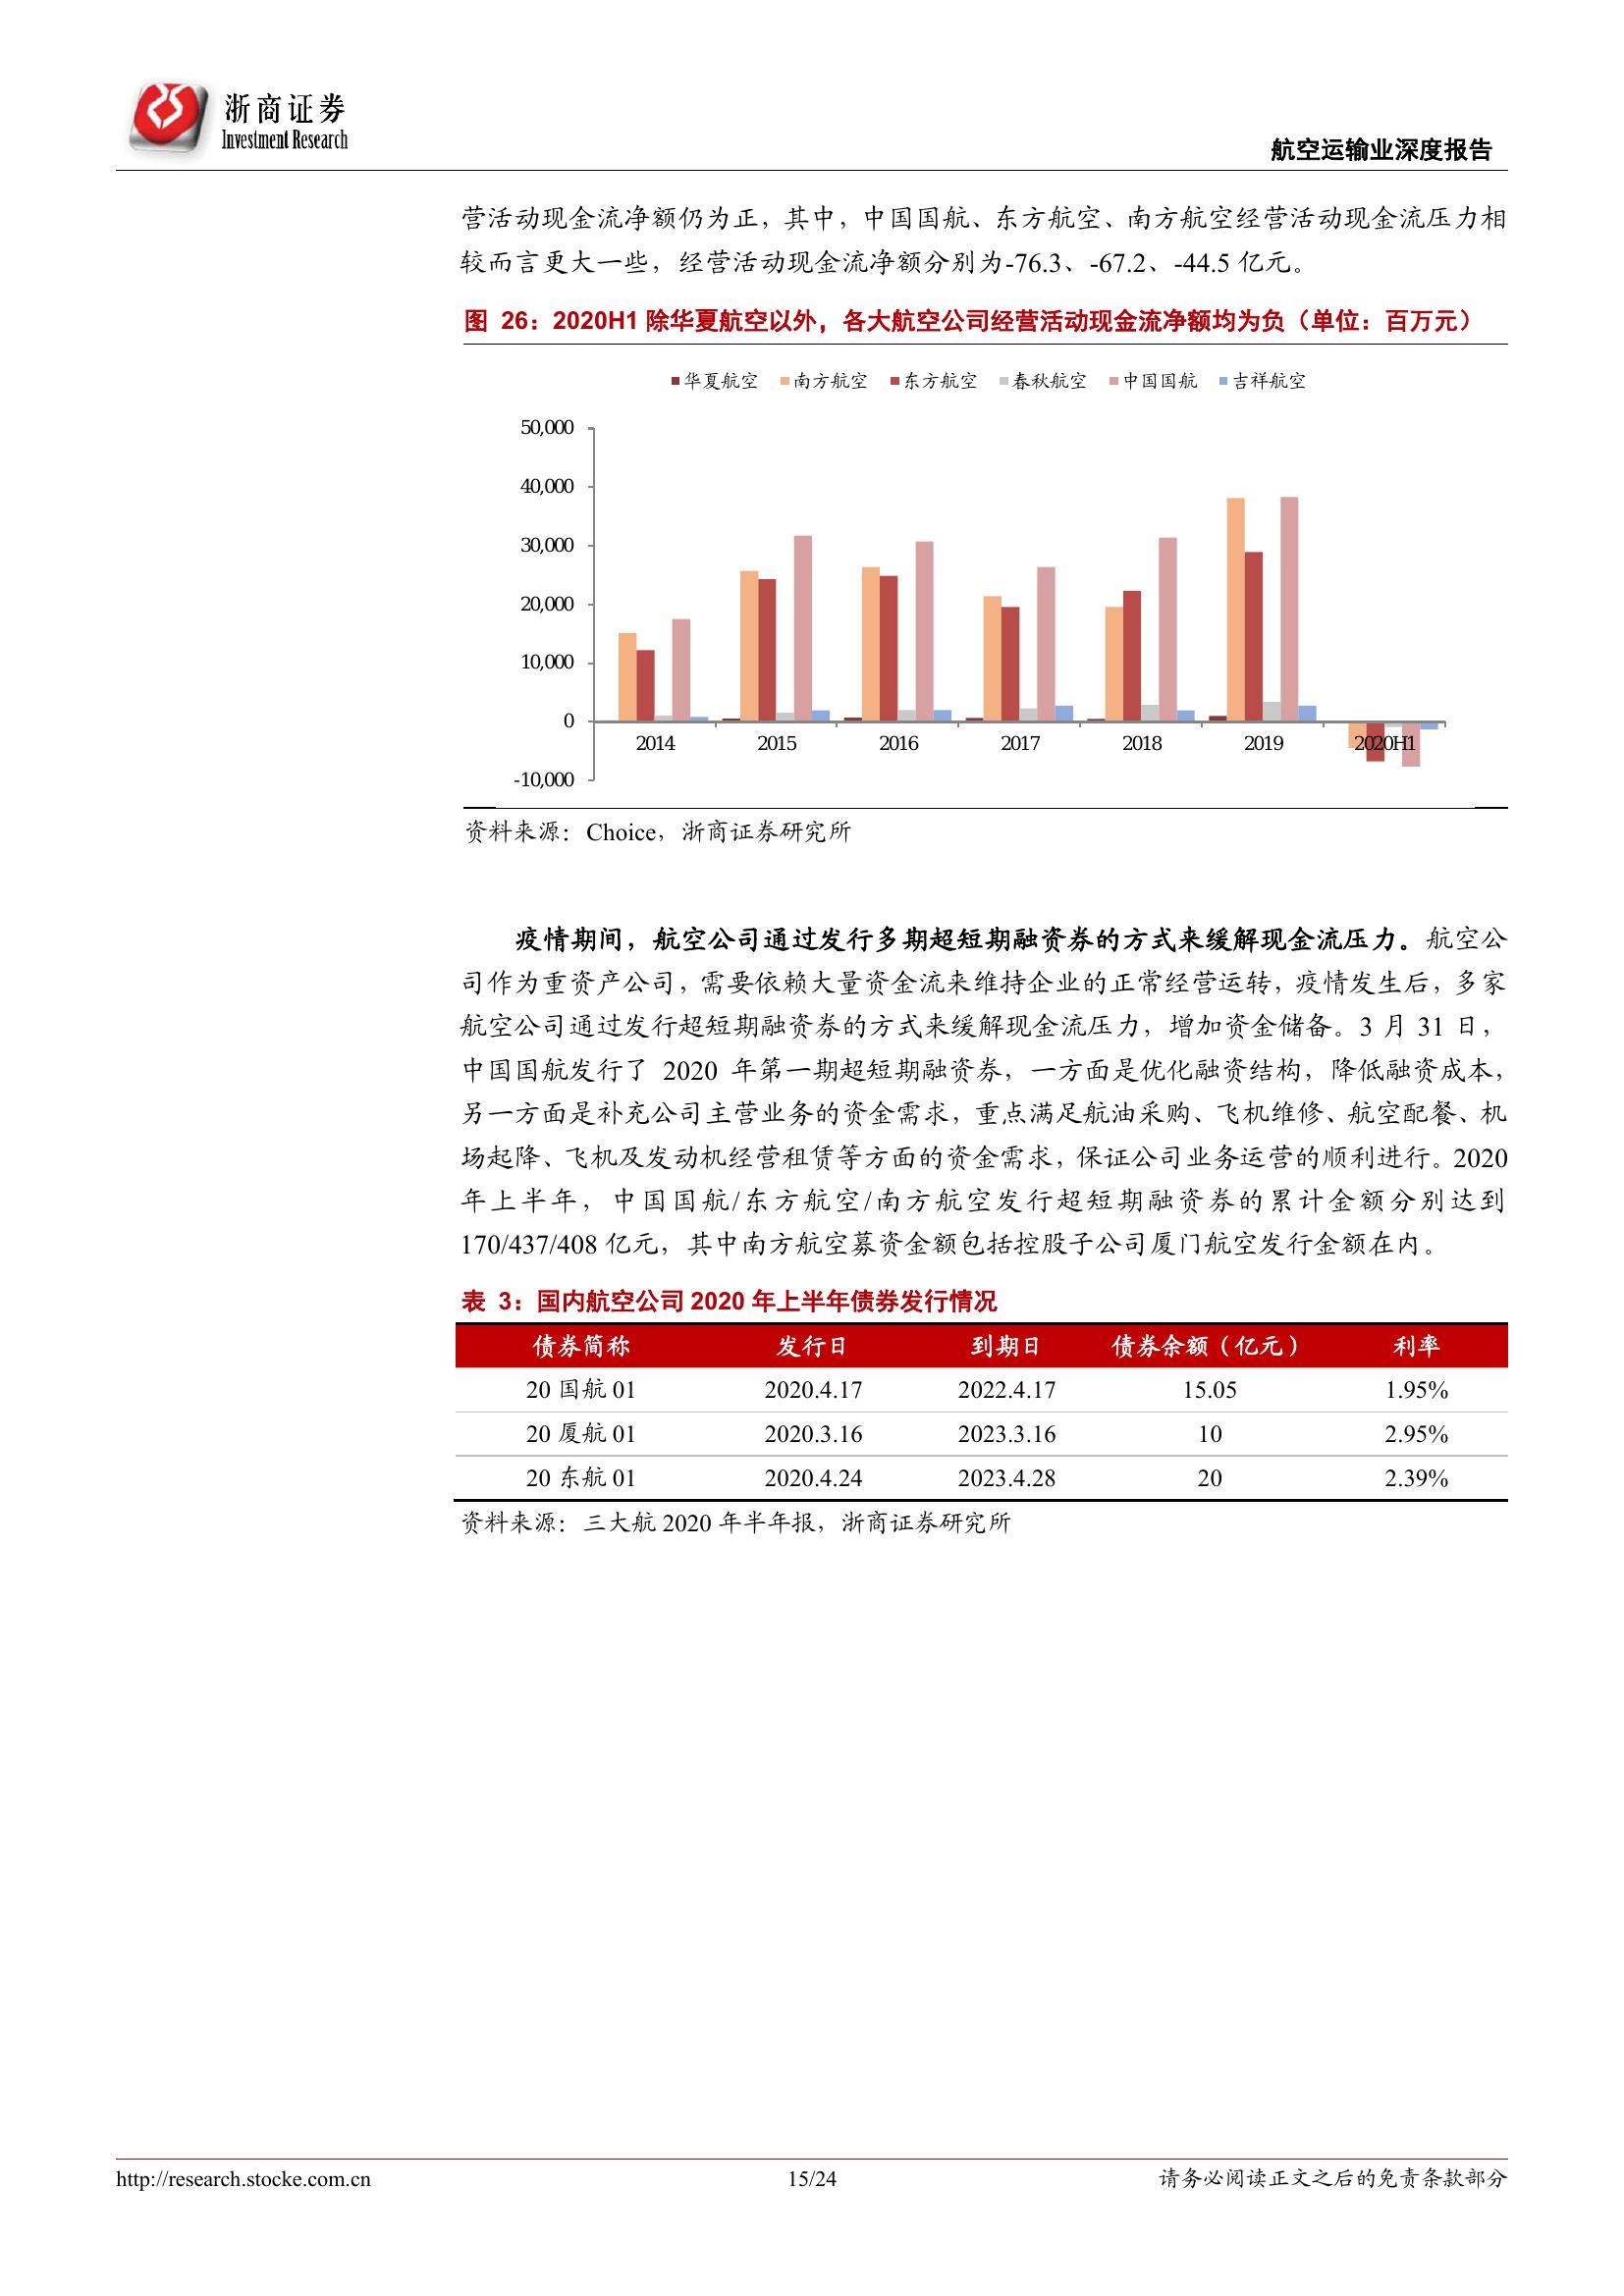 浙商证券
Investment Research
航空运输业深度报告
营活动现金流净额仍为正，其中，中国国航、东方航空、南方航空经营活动现金流压力相
较而言更大一些，经营活动现金流净额分别为-76.3、-67.2、-44.5 亿元。
图 26：2020H1 除华夏航空以外，各大航空公司经营活动现金流净额均为负（单位：百万元）
华夏航空 南方航空 东方航空 春秋航空 中国国航 吉祥航空
50,000
40,000
30,000
20,000
10,000
0
-10,000
2014 2015 2016 2017 2018 2019 2020H1
资料来源：Choice，浙商证券研究所
疫情期间，航空公司通过发行多期超短期融资券的方式来缓解现金流压力。航空公
司作为重资产公司，需要依赖大量资金流来维持企业的正常经营运转，疫情发生后，多家
航空公司通过发行超短期融资券的方式来缓解现金流压力，增加资金储备。3 月 31 日，
中国国航发行了 2020 年第一期超短期融资券，一方面是优化融资结构，降低融资成本，
另一方面是补充公司主营业务的资金需求，重点满足航油采购、飞机维修、航空配餐、机
场起降、飞机及发动机经营租赁等方面的资金需求，保证公司业务运营的顺利进行。2020
年上半年，中国国航/东方航空/南方航空发行超短期融资券的累计金额分别达到
170/437/408 亿元，其中南方航空募资金额包括控股子公司厦门航空发行金额在内。
表 3：国内航空公司 2020 年上半年债券发行情况
债券简称 发行日 到期日 债券余额（亿元） 利率
20 国航 01 2020.4.17 2022.4.17 15.05 1.95%
20 厦航 01 2020.3.16 2023.3.16 10 2.95%
20 东航 01 2020.4.24 2023.4.28 20 2.39%
资料来源：三大航 2020 年半年报，浙商证券研究所
http://research.stocke.com.cn 15/24 请务必阅读正文之后的免责条款部分